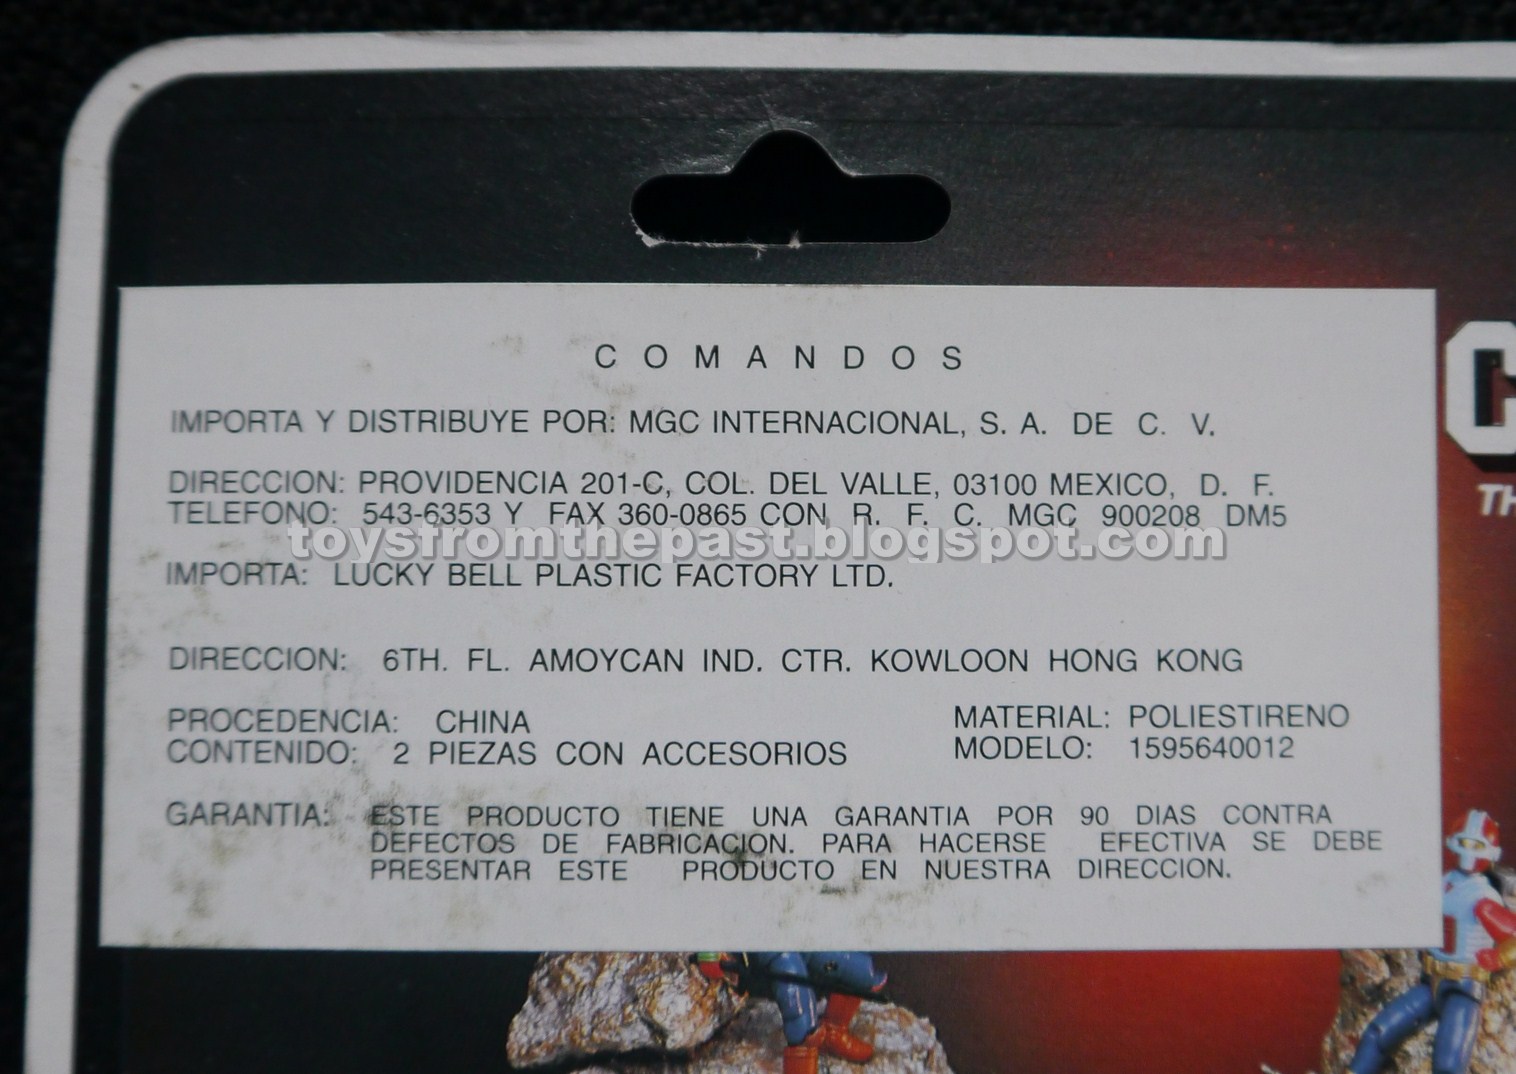 C O M A N D O S
IMPORTA Y DISTRIBUYE POR: MGC INTERNACIONAL, S. A. DE C. V.
DIRECCION: PROVIDENCIA 201-C, COL. DEL VALLE, 03100 MEXICO, D. F.
TELEFONO: 543-6353 Y FAX 360-0865 CON R. F. C. MGC 900208 DM5
toysfromthepast.blogspot.com
IMPORTA: LUCKY BELL PLASTIC FACTORY LTD.
DIRECCION: 6TH. FL. AMOYCAN IND. CTR. KOWLOON HONG KONG
PROCEDENCIA: CHINA MATERIAL: POLIESTIRENO
CONTENIDO: 2 PIEZAS CON ACCESORIOS MODELO: 1595640012
GARANTIA: ESTE PRODUCTO TIENE UNA GARANTIA POR 90 DIAS CONTRA
DEFECTOS DE FABRICACION. PARA HACERSE EFECTIVA SE DEBE
PRESENTAR ESTE PRODUCTO EN NUESTRA DIRECCION.